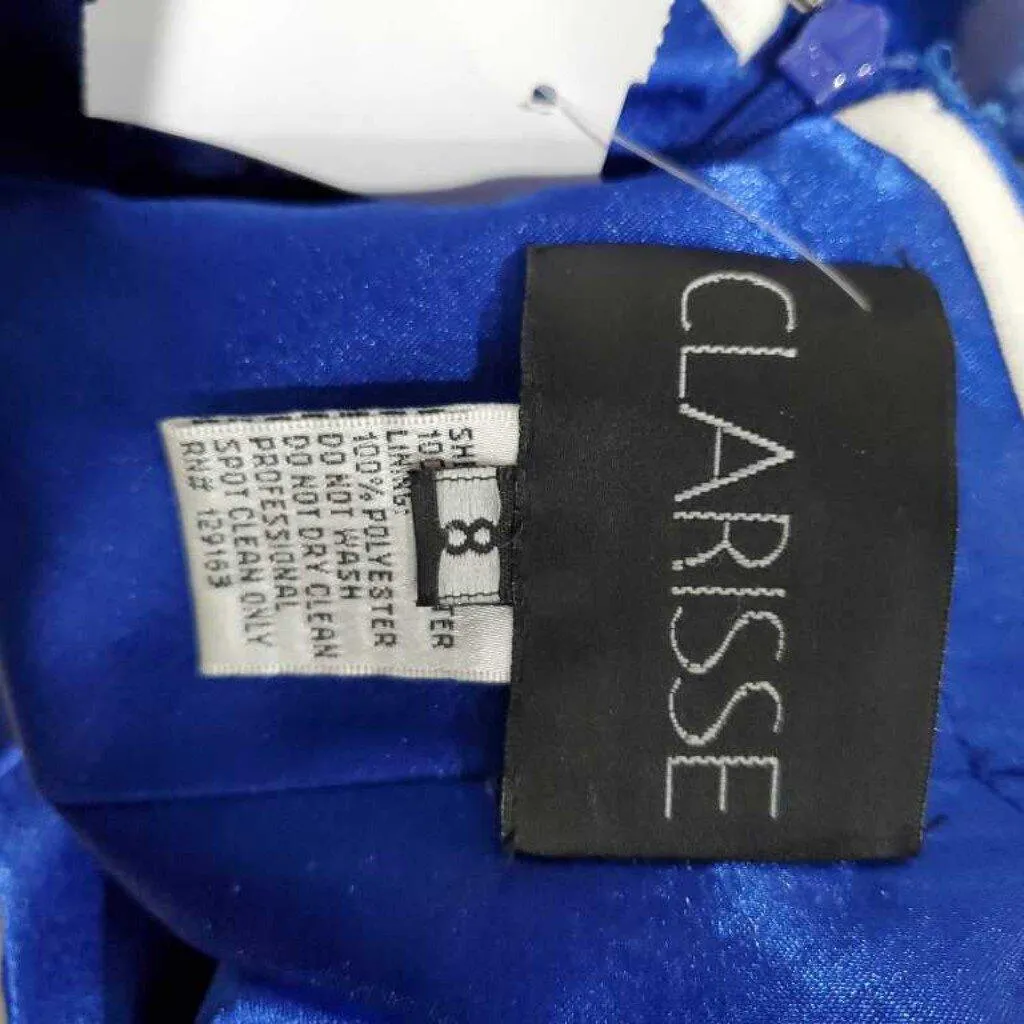 CLARISSE
8
LINING:
100% POLYESTER
DO NOT WASH
DO NOT DRY CLEAN
PROFESSIONAL
SPOT CLEAN ONLY
RN# 129163